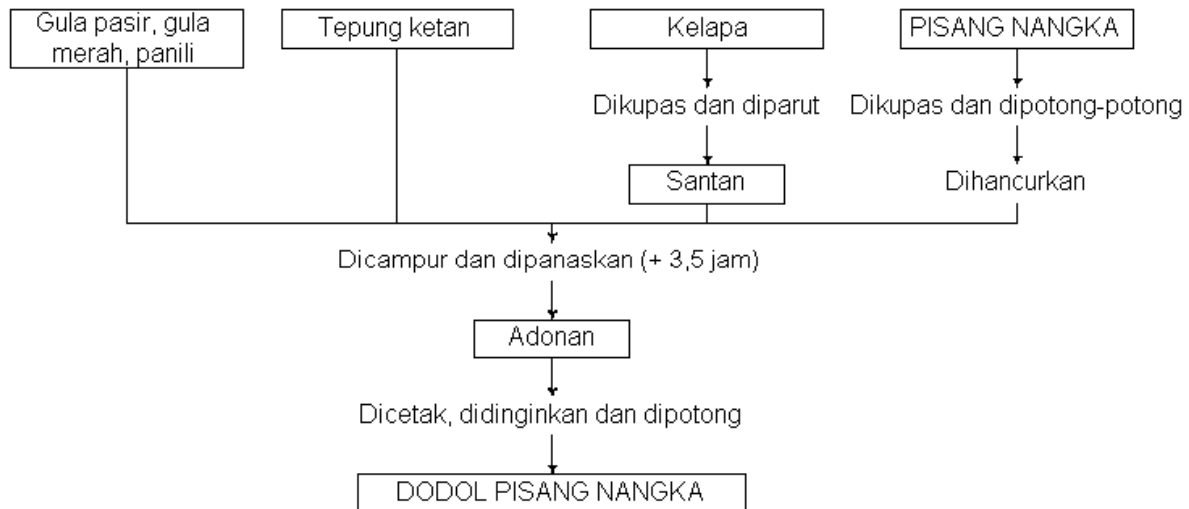 Gula pasir, gula
merah, panili
Tepung ketan
Kelapa
PISANG NANGKA
Dikupas dan diparut
Dikupas dan dipotong-potong
Santan
Dihancurkan
Dicampur dan dipanaskan (+ 3,5 jam)
Adonan
Dicetak, didinginkan dan dipotong
DODOL PISANG NANGKA